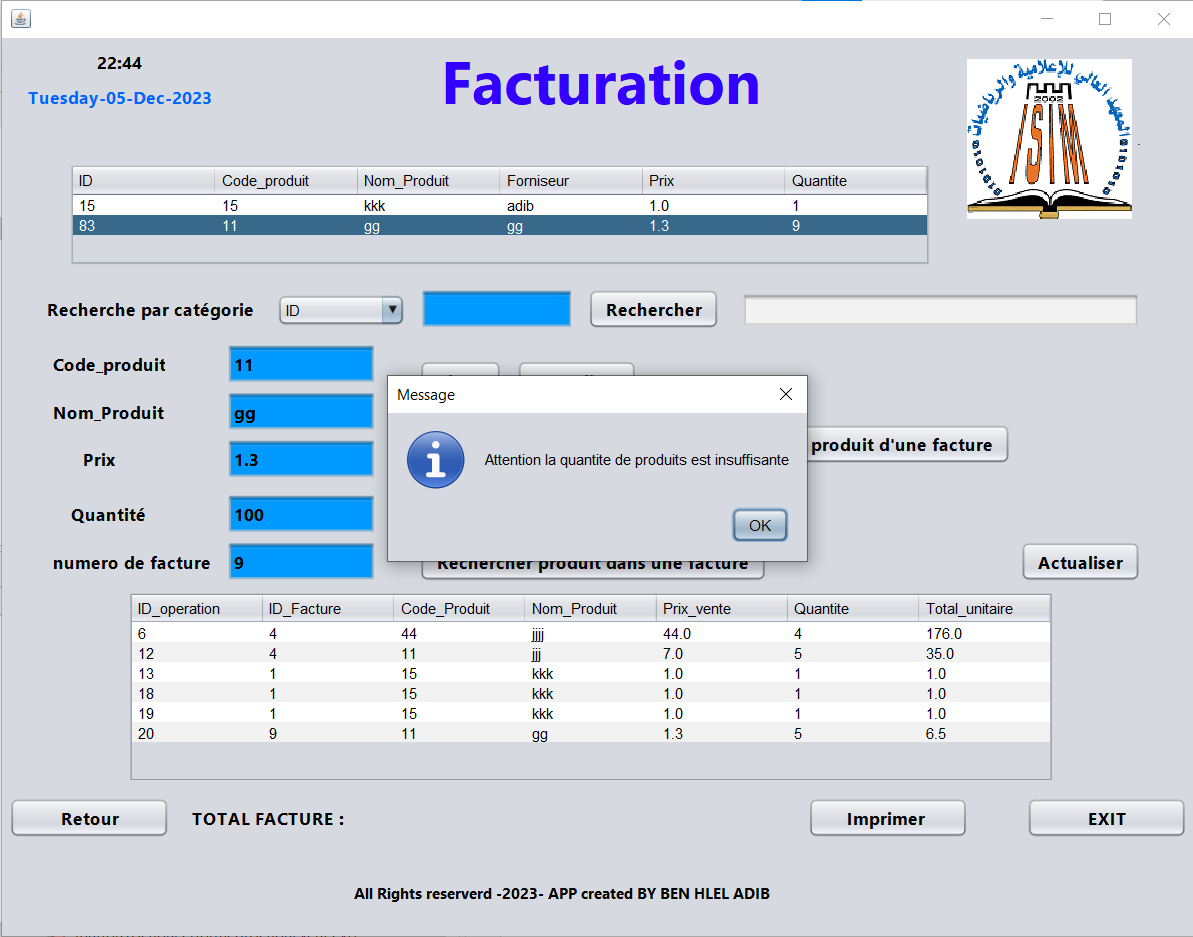 22:44
Tuesday-05-Dec-2023
Facturation
المعهد العالي للإعلامية والرياضيات
2002
ISIM
ID Code_produit Nom_Produit Forniseur Prix Quantite
15 15 kkk adib 1.0 1
83 11 gg gg 1.3 9
Recherche par catégorie ID Rechercher
Code_produit 11
Nom_Produit gg
Prix 1.3
Quantité 100
numero de facture 9
Message
Attention la quantite de produits est insuffisante
OK
produit d'une facture
Rechercher produit dans une facture
Actualiser
ID_operation ID_Facture Code_Produit Nom_Produit Prix_vente Quantite Total_unitaire
6 4 44 jjjj 44.0 4 176.0
12 4 11 jjj 7.0 5 35.0
13 1 15 kkk 1.0 1 1.0
18 1 15 kkk 1.0 1 1.0
19 1 15 kkk 1.0 1 1.0
20 9 11 gg 1.3 5 6.5
Retour TOTAL FACTURE : Imprimer EXIT
All Rights reserverd -2023- APP created BY BEN HLEL ADIB